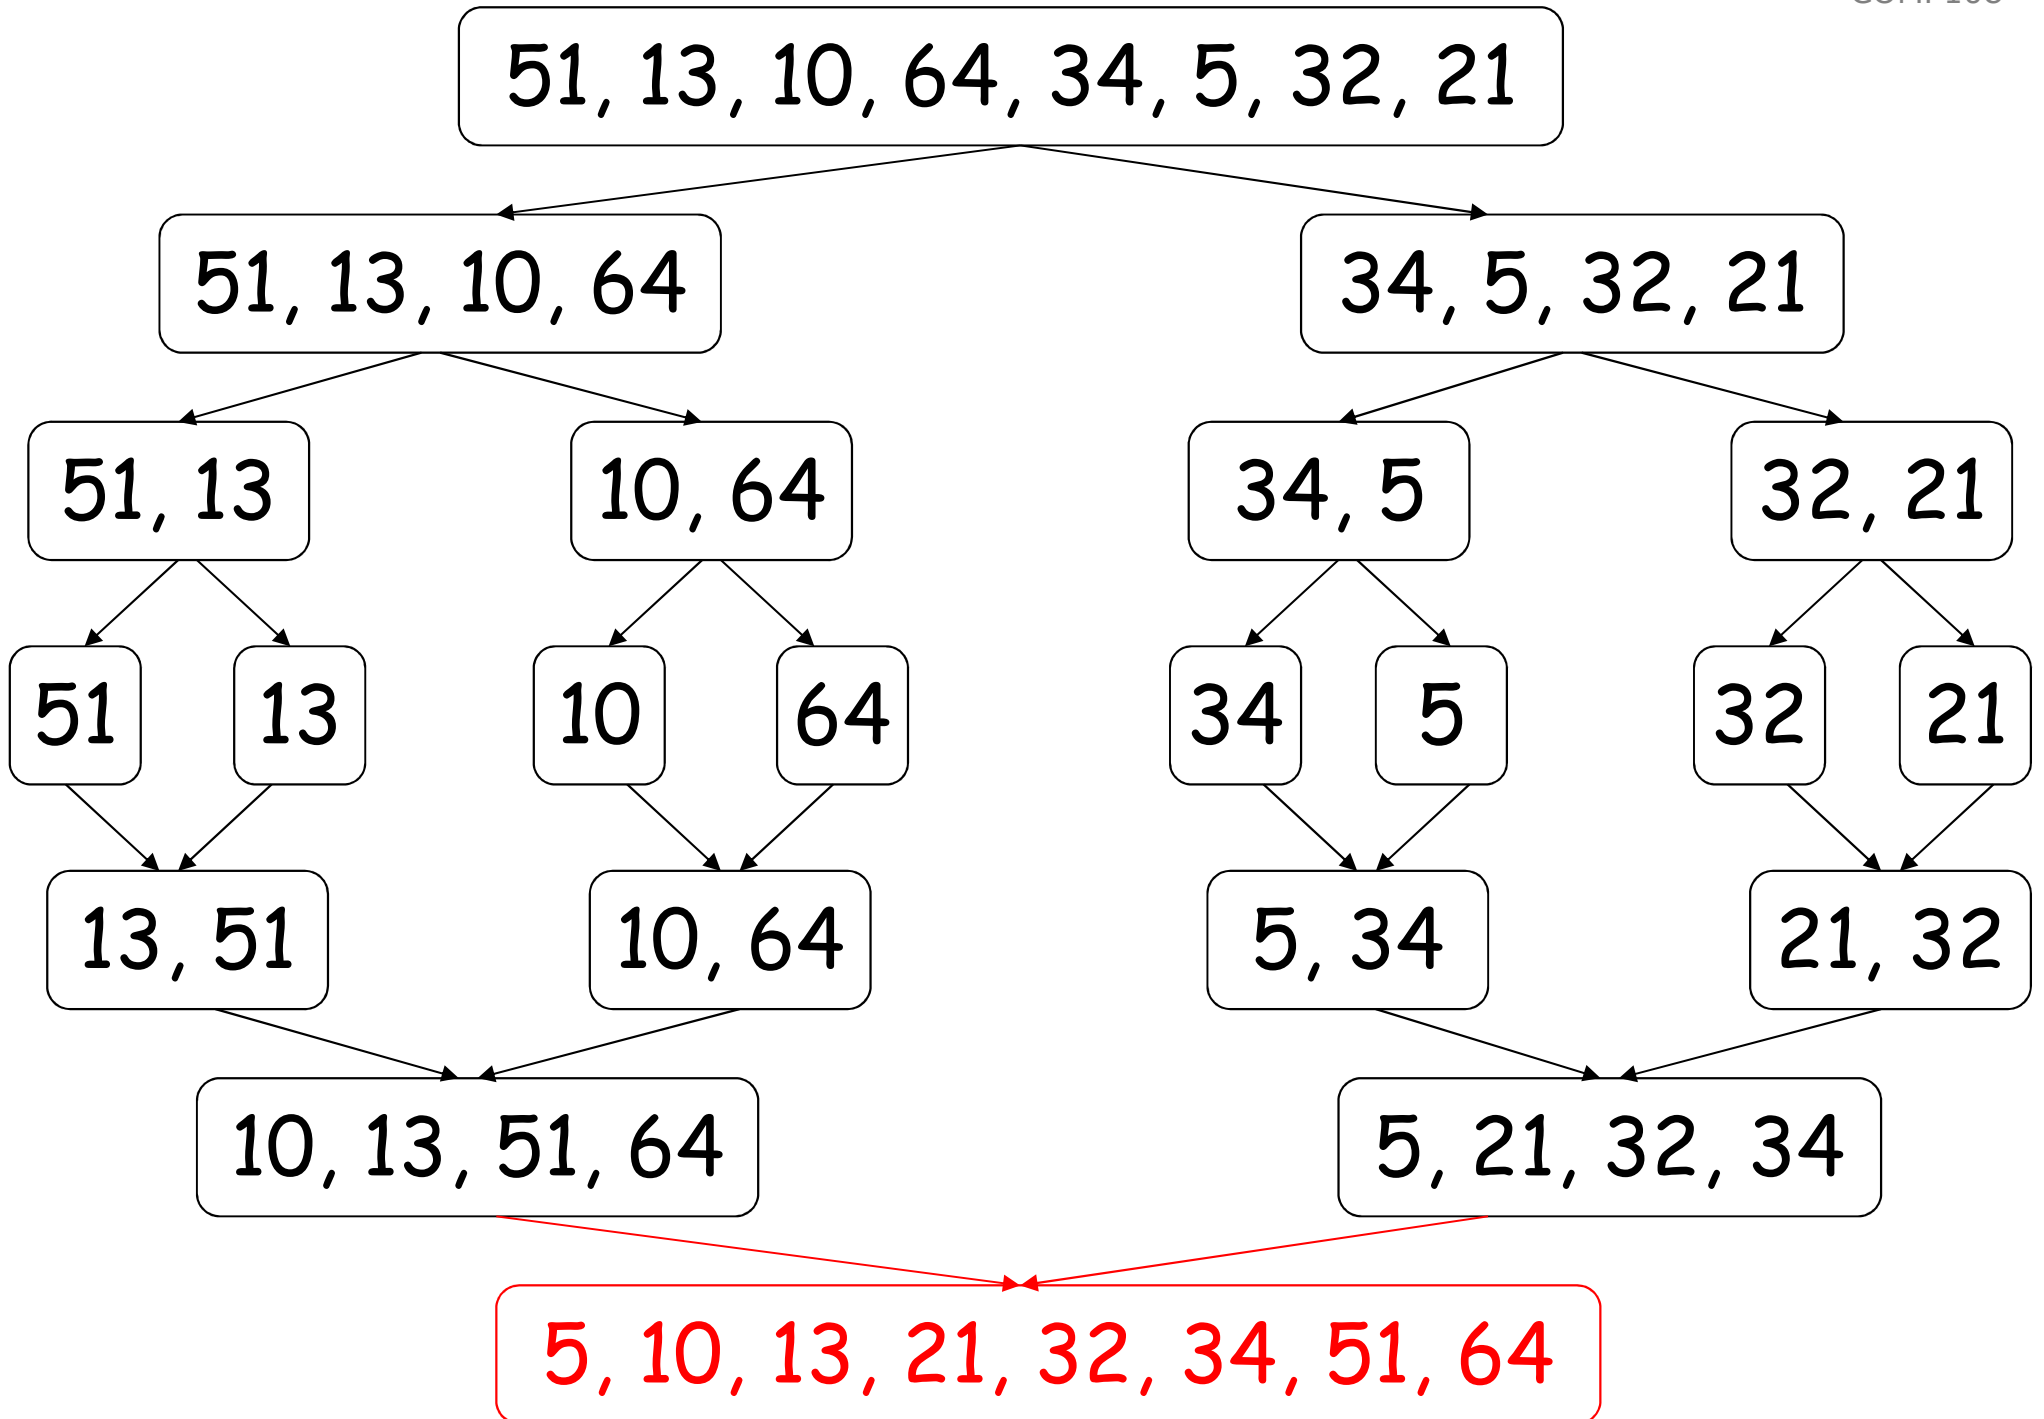 51, 13, 10, 64, 34, 5, 32, 21
51, 13, 10, 64
34, 5, 32, 21
51, 13
10, 64
34, 5
32, 21
51
13
10
64
34
5
32
21
13, 51
10, 64
5, 34
21, 32
10, 13, 51, 64
5, 21, 32, 34
5, 10, 13, 21, 32, 34, 51, 64